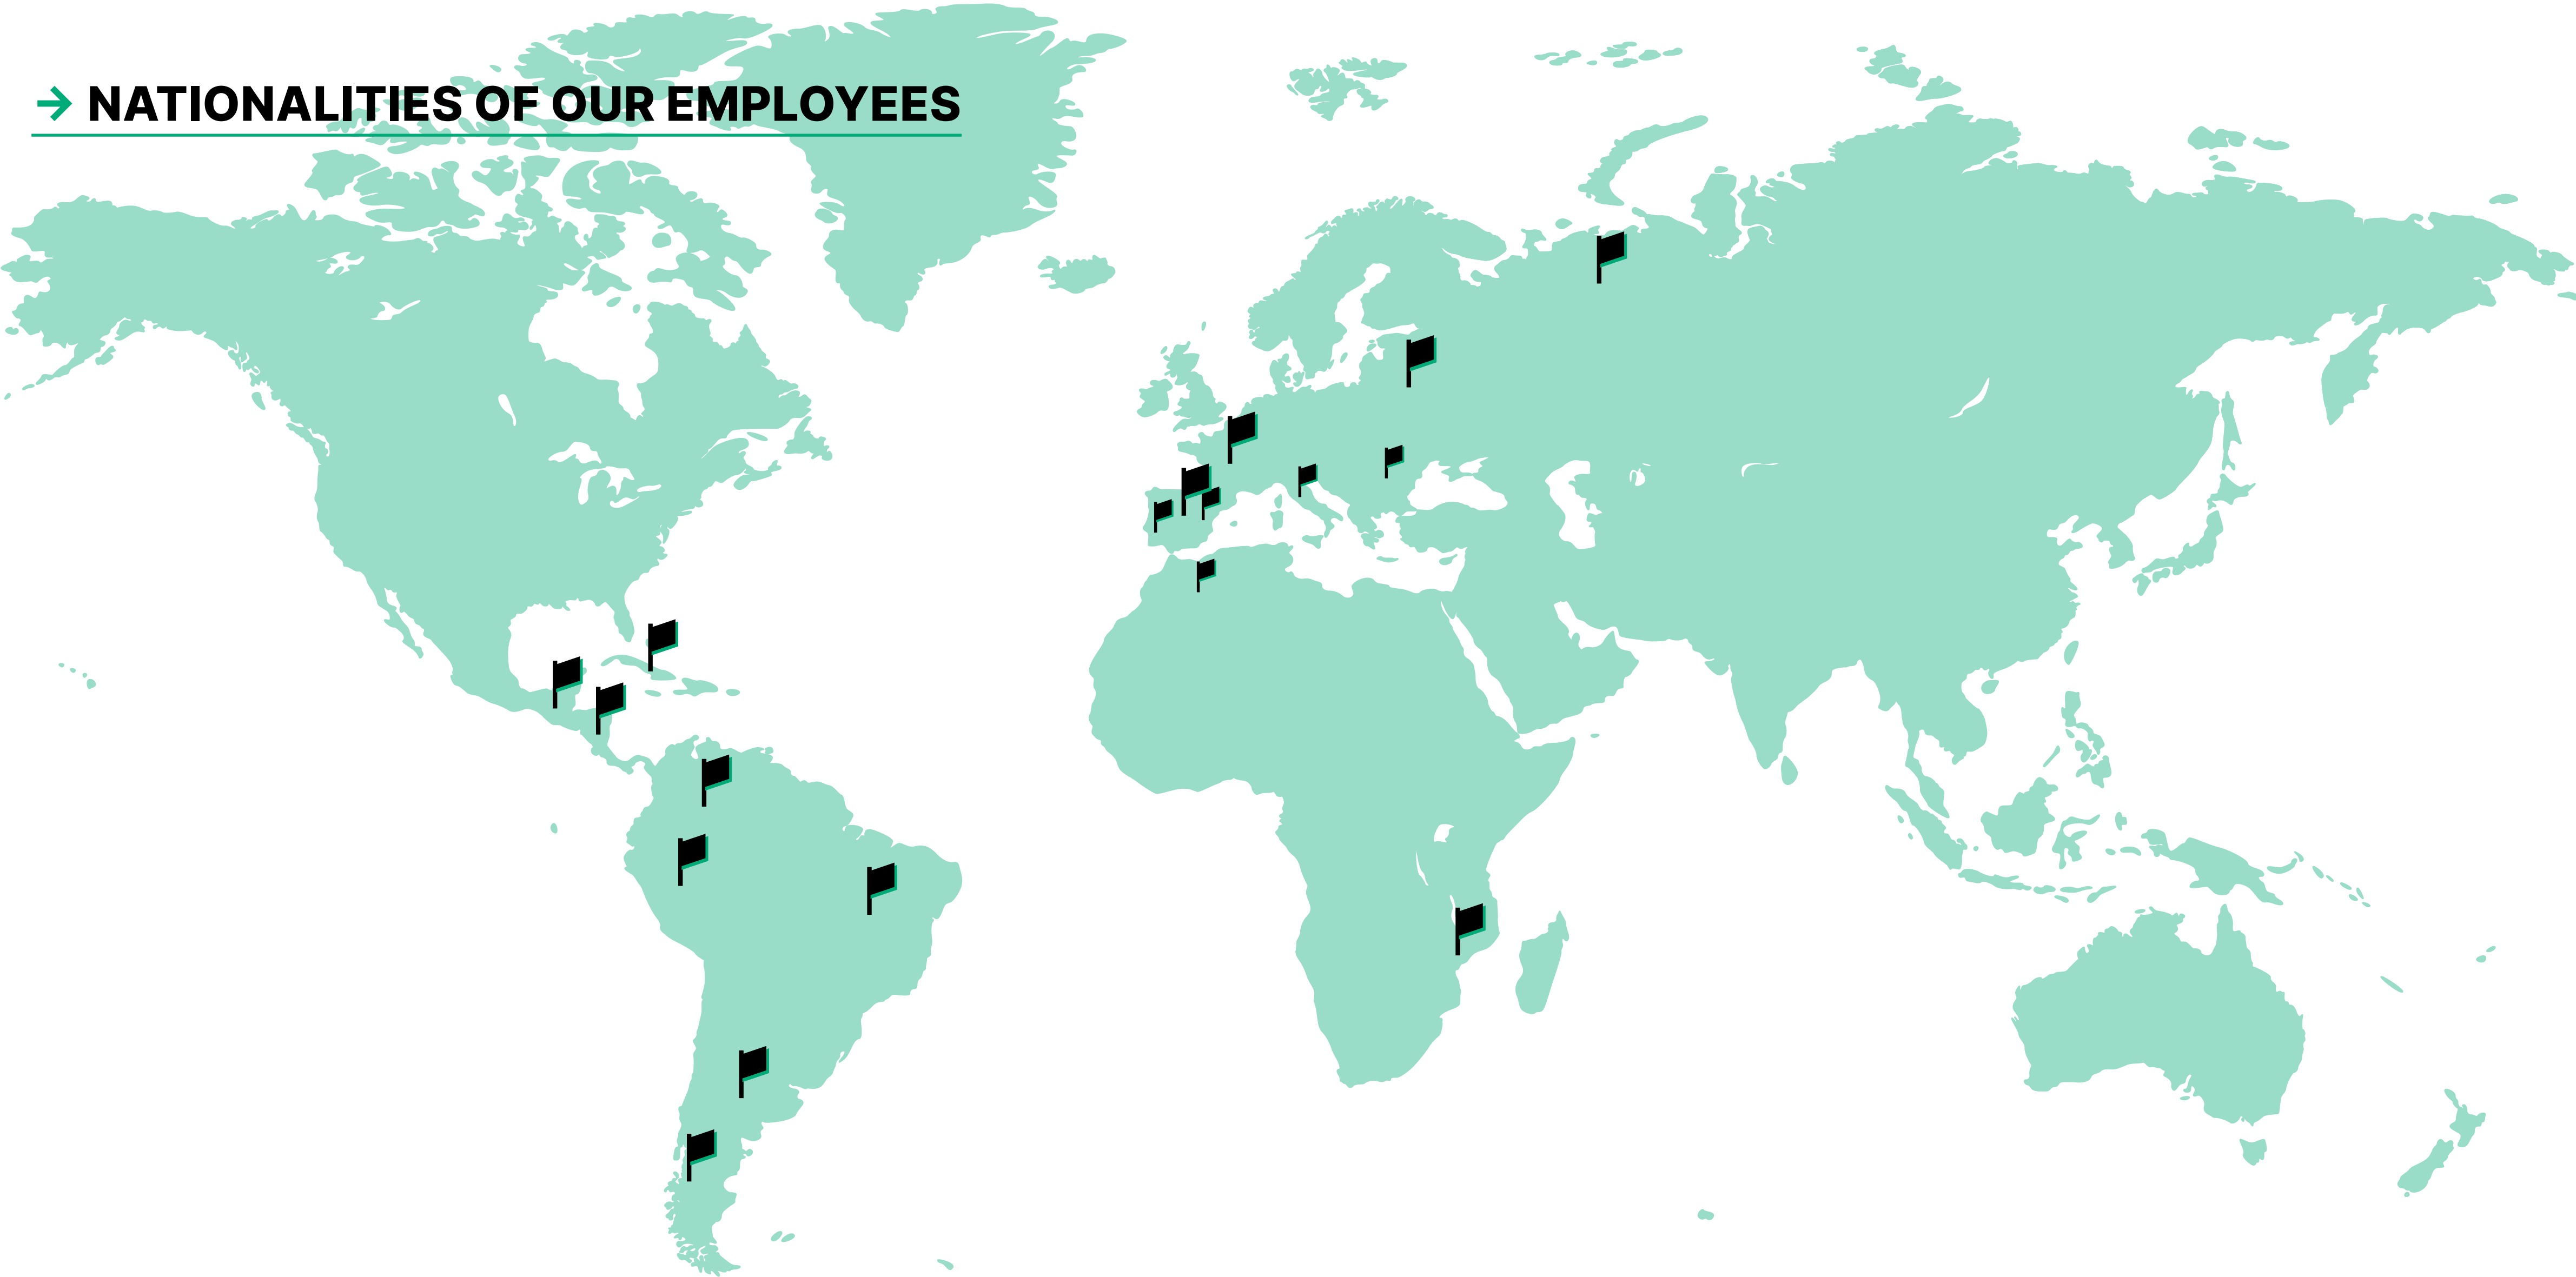 → NATIONALITIES OF OUR EMPLOYEES